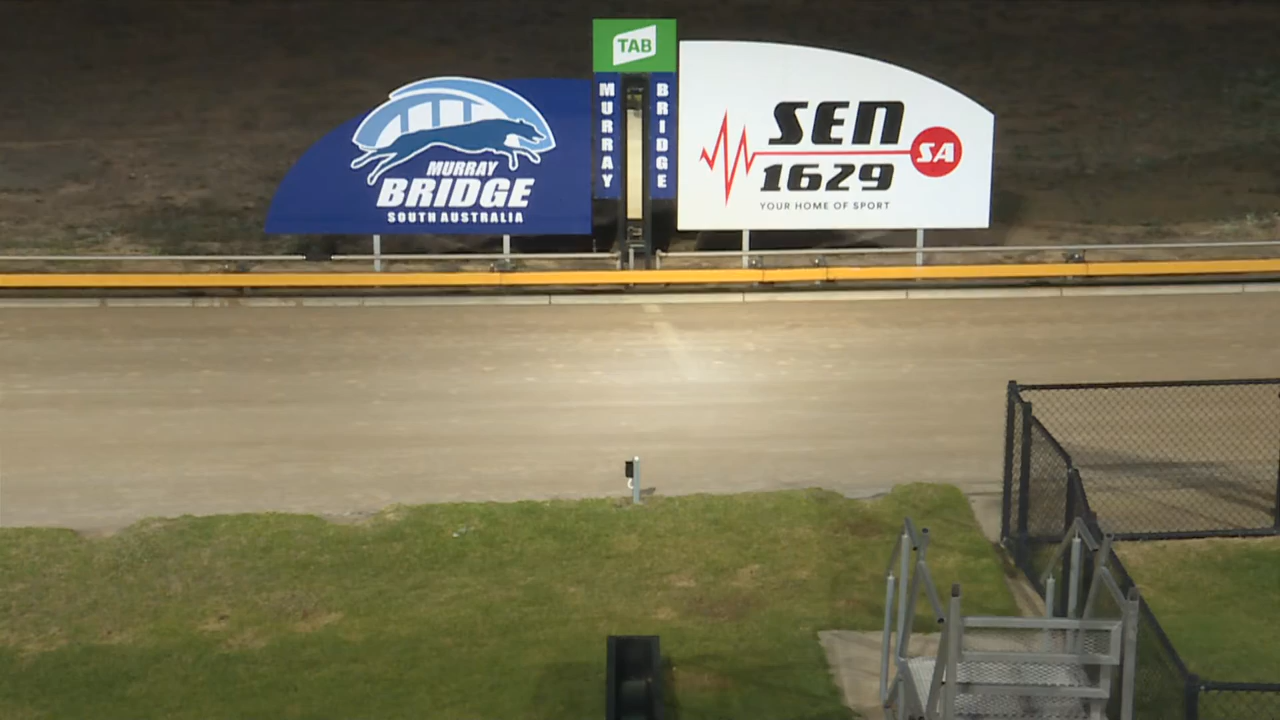 TAB
MURRAY
BRIDGE
MURRAY
BRIDGE
SOUTH AUSTRALIA
SEN
SA
1629
YOUR HOME OF SPORT